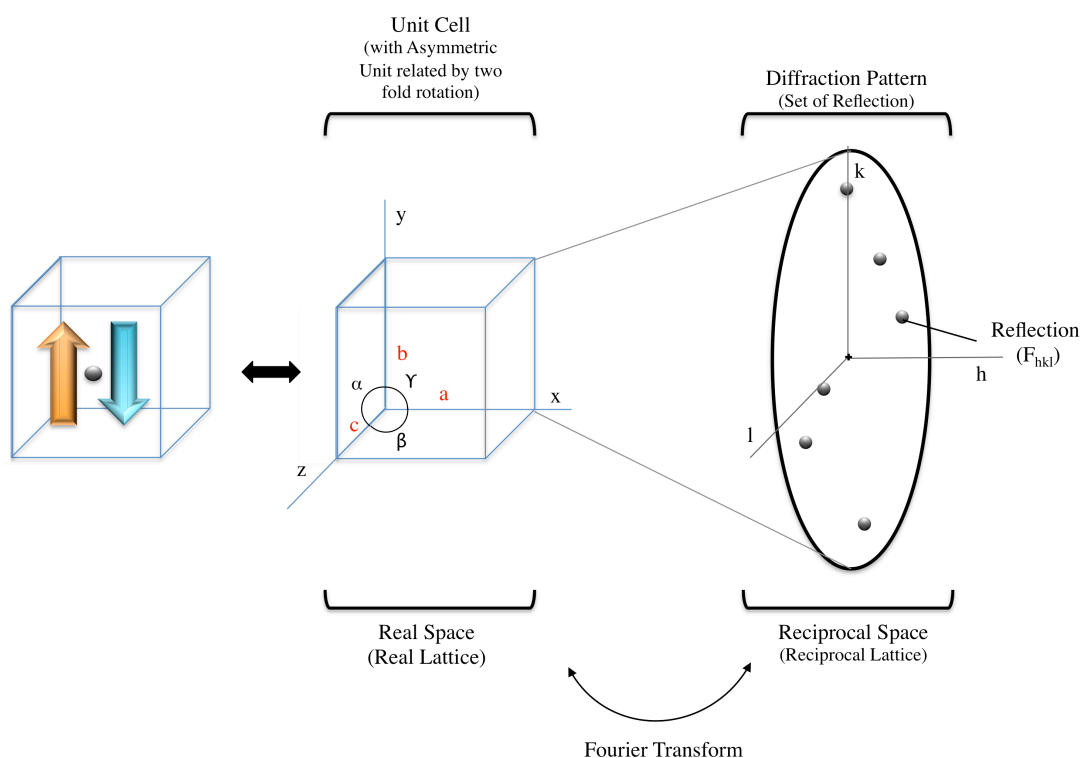 Unit Cell
(with Asymmetric
Unit related by two
fold rotation)
Diffraction Pattern
(Set of Reflection)
k
y
Reflection
(Fhkl)
b
α
ϒ
a
x
h
c
β
l
z
Real Space
(Real Lattice)
Reciprocal Space
(Reciprocal Lattice)
Fourier Transform